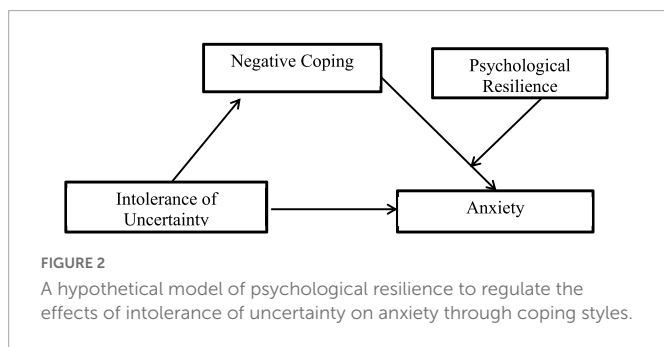 Negative Coping
Psychological
Resilience
Intolerance of
Uncertainty
Anxiety
FIGURE 2
A hypothetical model of psychological resilience to regulate the
effects of intolerance of uncertainty on anxiety through coping styles.